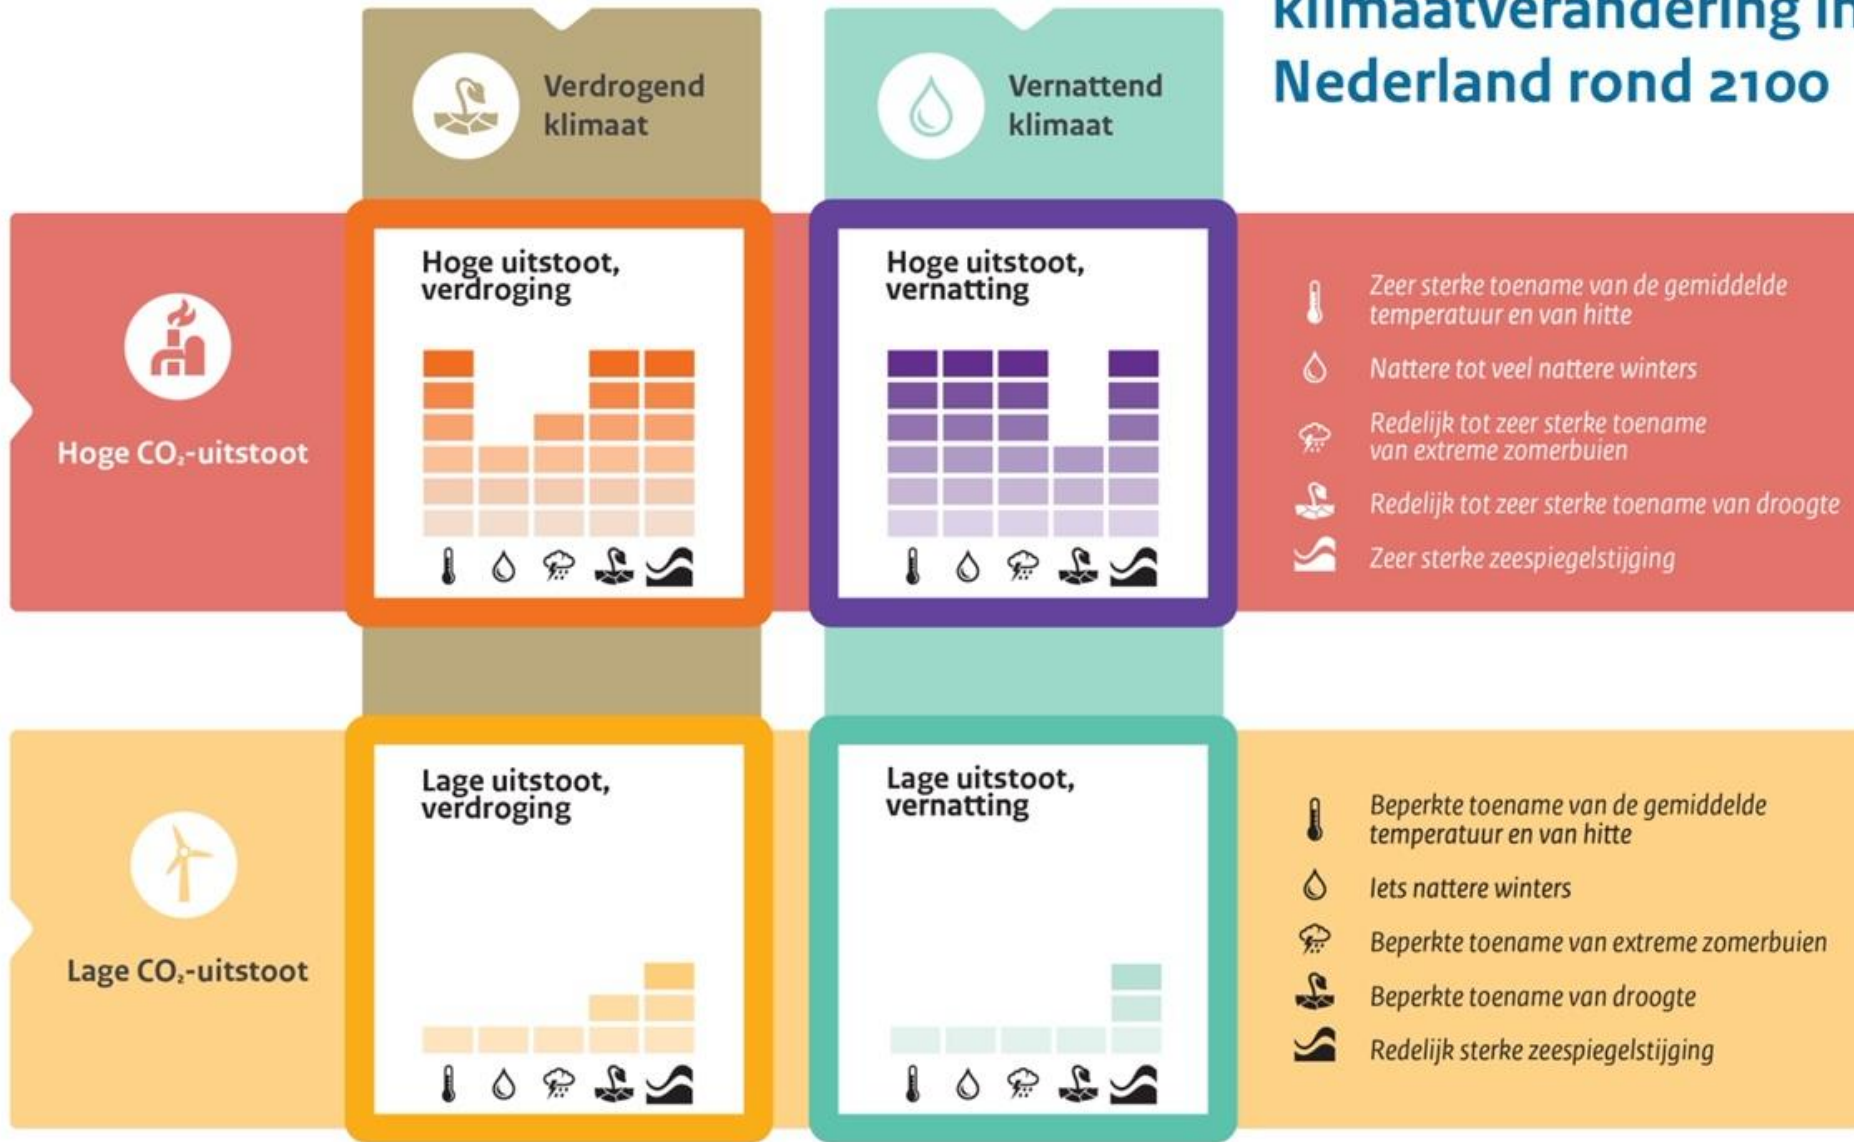 klimaatverandering in
Nederland rond 2100
Verdrogend
klimaat
Vernattend
klimaat
Hoge CO₂-uitstoot
Hoge uitstoot,
verdroging
Hoge uitstoot,
vernatting
Zeer sterke toename van de gemiddelde
temperatuur en van hitte
Nattere tot veel nattere winters
Redelijk tot zeer sterke toename
van extreme zomerbuien
Redelijk tot zeer sterke toename van droogte
Zeer sterke zeespiegelstijging
Lage CO₂-uitstoot
Lage uitstoot,
verdroging
Lage uitstoot,
vernatting
Beperkte toename van de gemiddelde
temperatuur en van hitte
Iets nattere winters
Beperkte toename van extreme zomerbuien
Beperkte toename van droogte
Redelijk sterke zeespiegelstijging